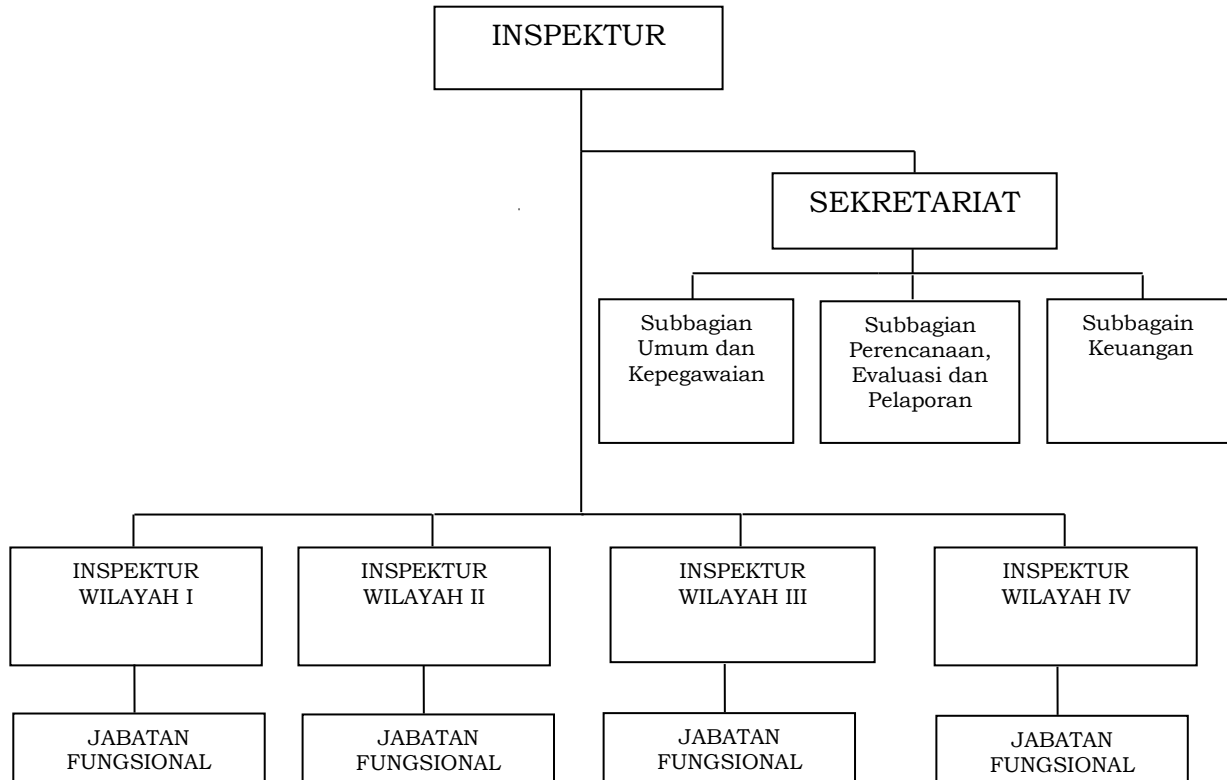 INSPEKTUR
SEKRETARIAT
Subbagian
Umum dan
Kepegawaian
Subbagian
Perencanaan,
Evaluasi dan
Pelaporan
Subbagain
Keuangan
INSPEKTUR
WILAYAH I
INSPEKTUR
WILAYAH II
INSPEKTUR
WILAYAH III
INSPEKTUR
WILAYAH IV
JABATAN
FUNGSIONAL
JABATAN
FUNGSIONAL
JABATAN
FUNGSIONAL
JABATAN
FUNGSIONAL